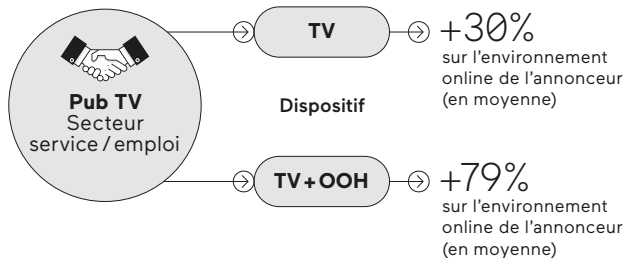 Pub TV
Secteur
service / emploi
TV
+30%
sur l'environnement
online de l'annonceur
(en moyenne)
Dispositif
TV + OOH
+79%
sur l'environnement
online de l'annonceur
(en moyenne)